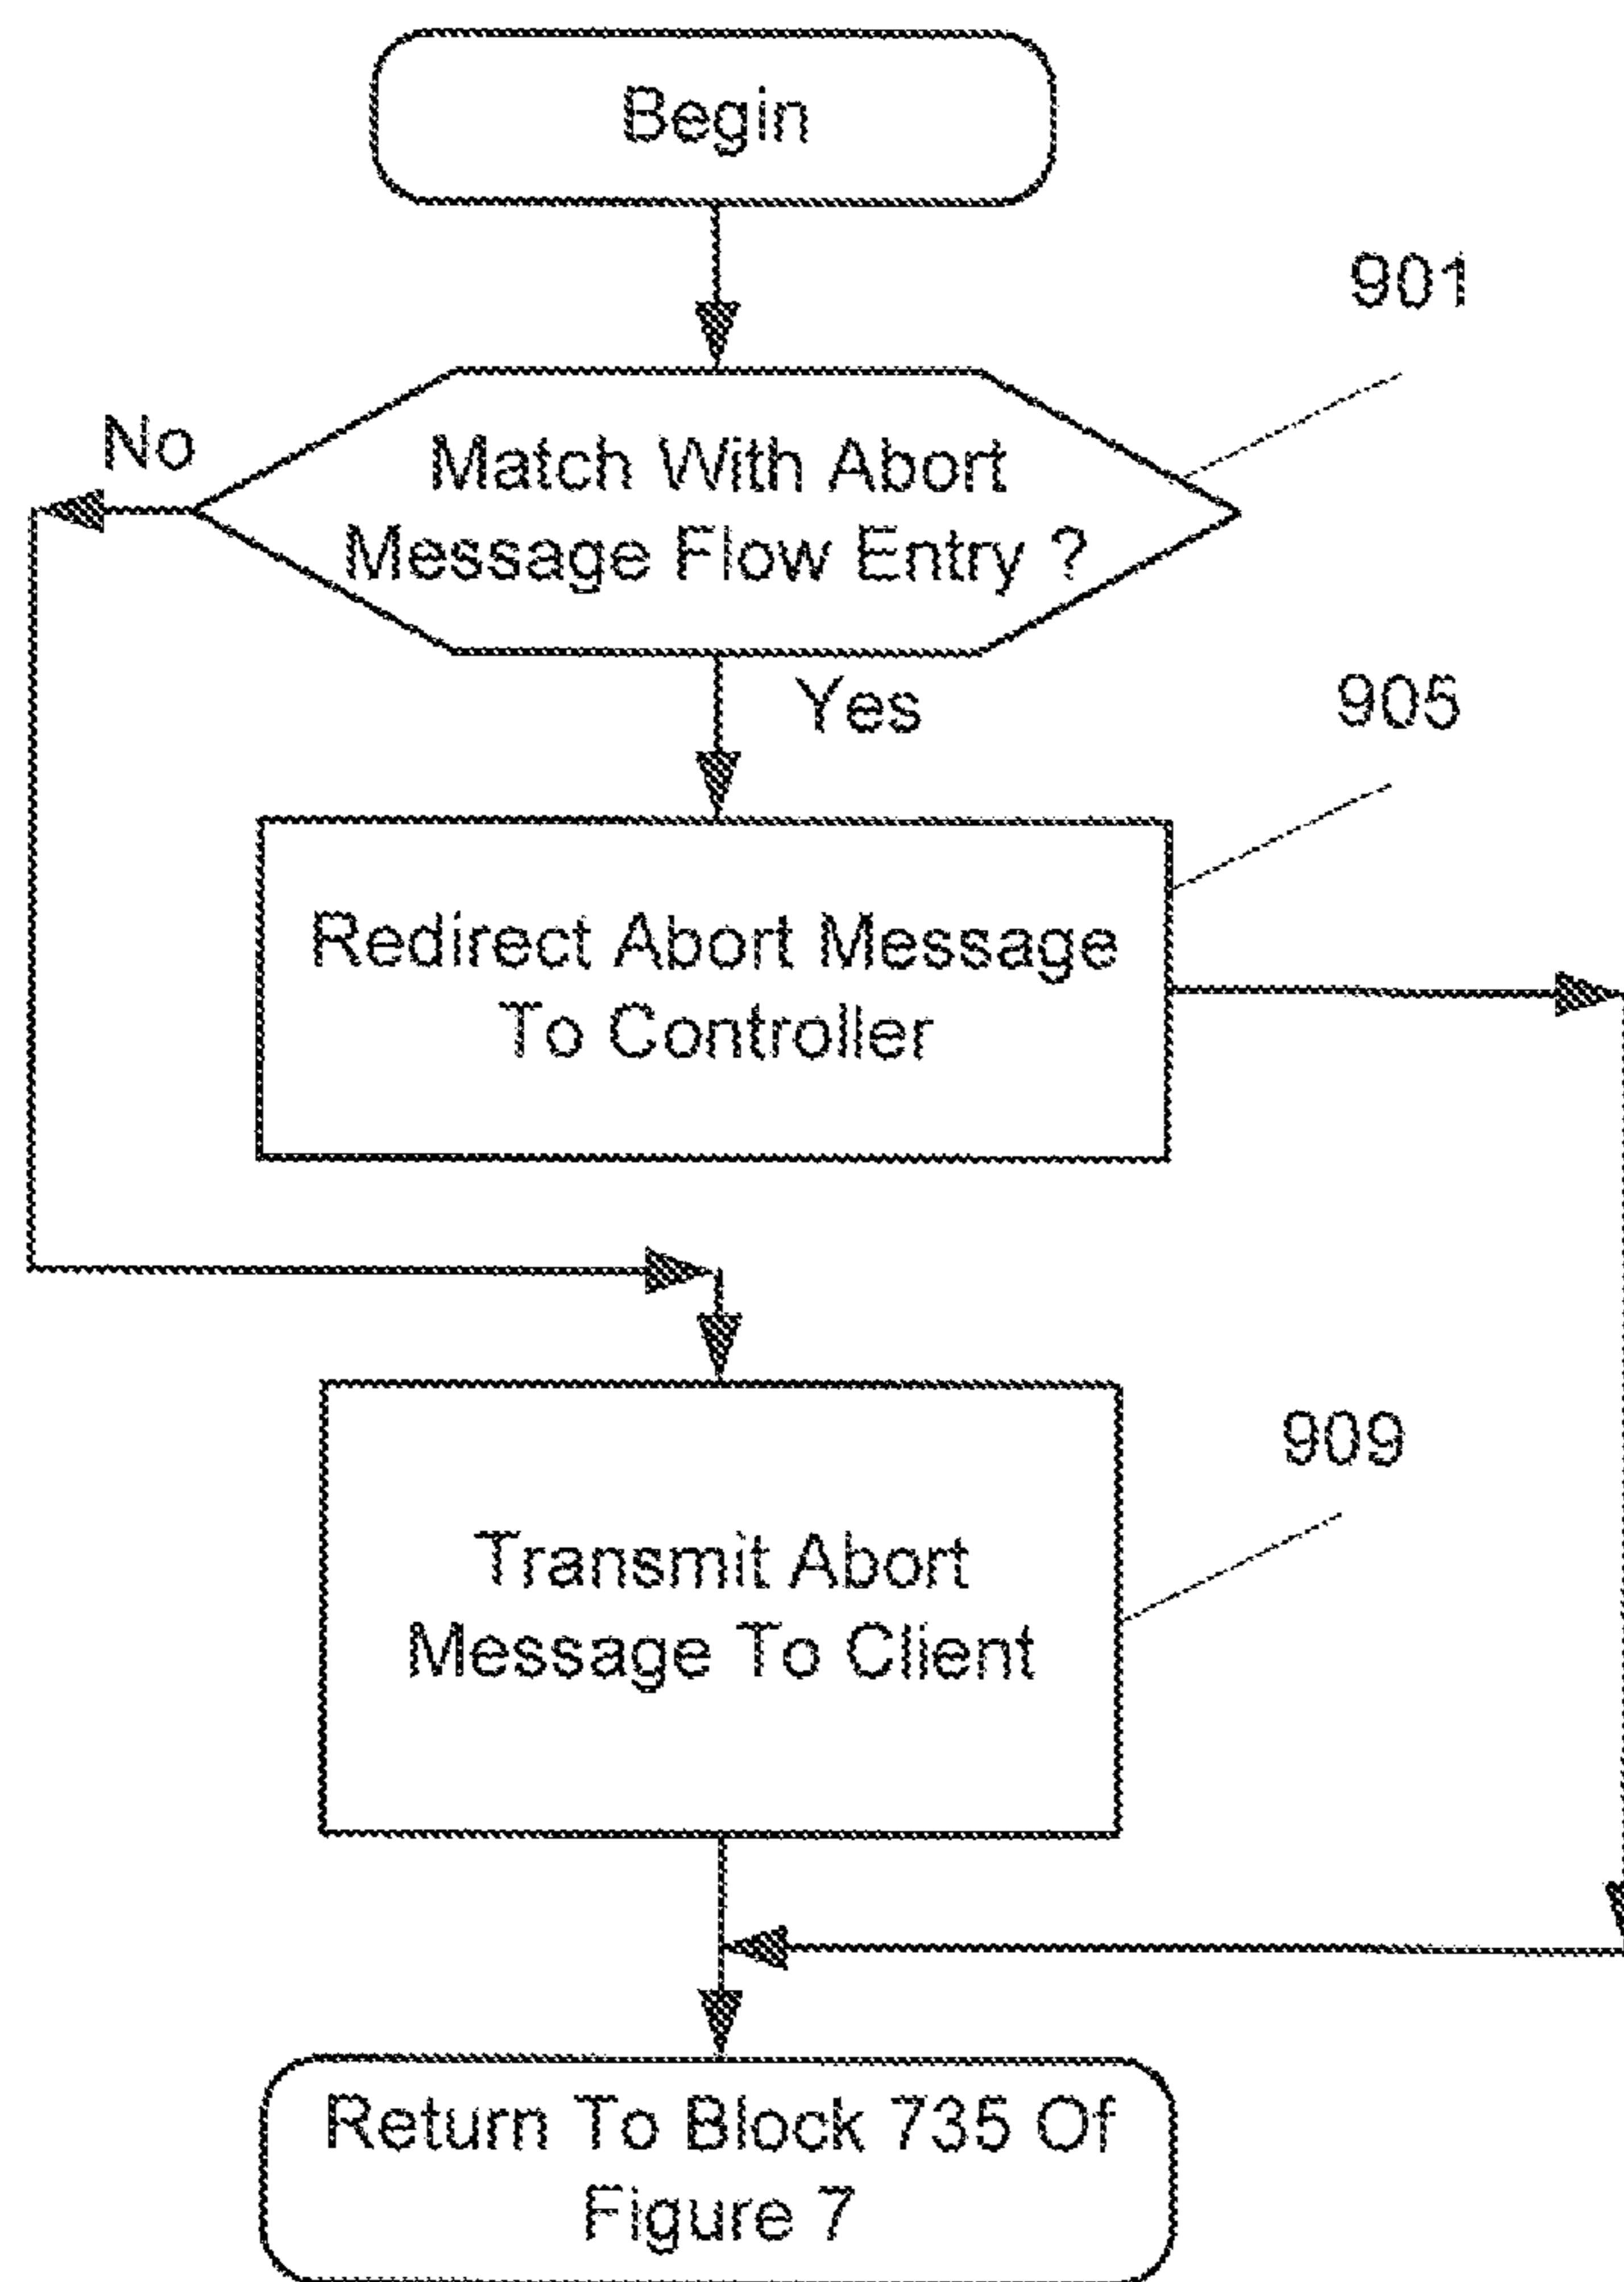 Begin
901
No
Match With Abort
Message Flow Entry ?
Yes
905
Redirect Abort Message
To Controller
909
Transmit Abort
Message To Client
Return To Block 735 Of
Figure 7